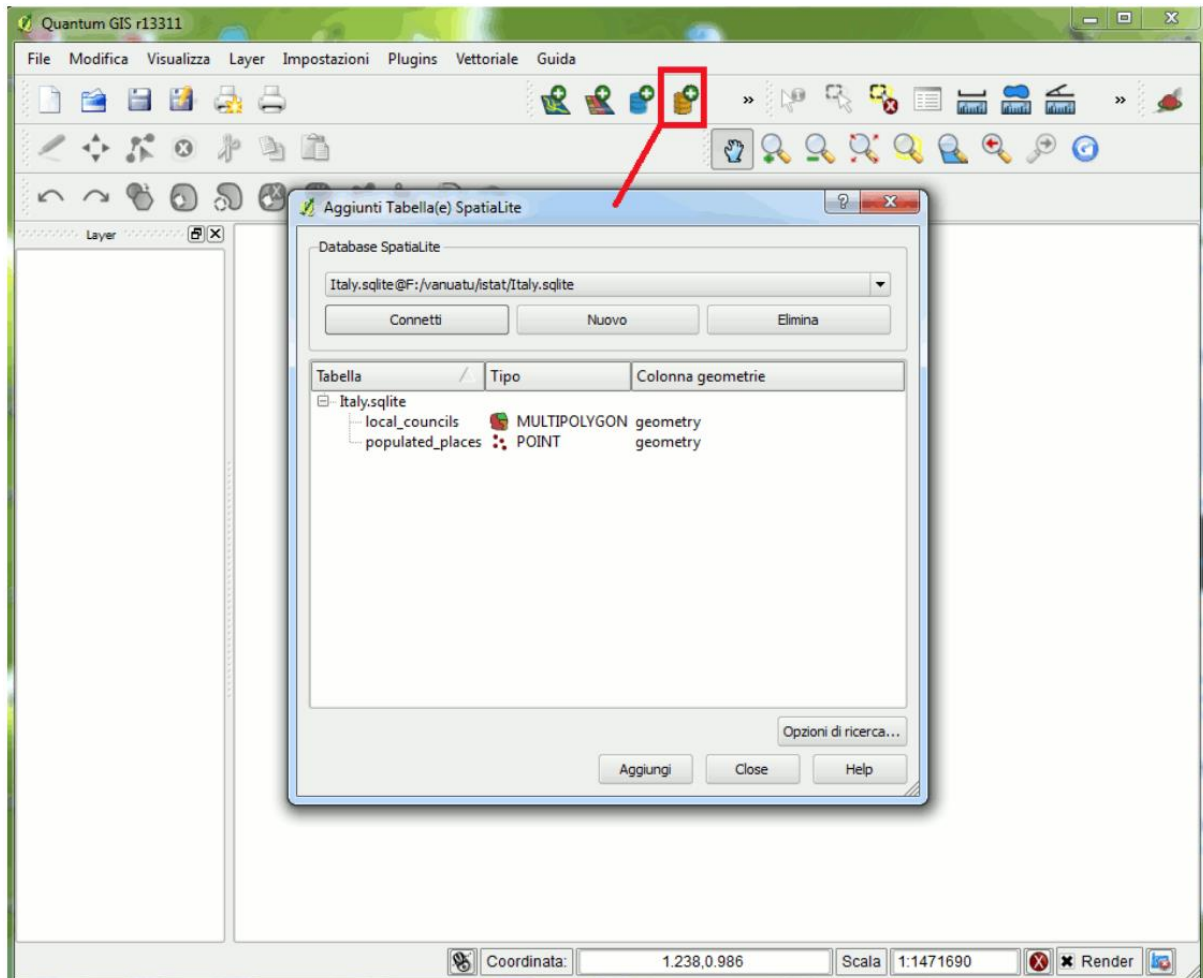 Quantum GIS r13311
File Modifica Visualizza Layer Impostazioni Plugins Vettoriale Guida
Layer
Aggiunti Tabella(e) SpatiaLite
Database SpatiaLite
Italy.sqlite@F:/vanuatu/istat/Italy.sqlite
Connetti Nuovo Elimina
Tabella Tipo Colonna geometrie
Italy.sqlite
local_councils MULTIPOLYGON geometry
populated_places POINT geometry
Opzioni di ricerca...
Aggiungi Close Help
Coordinata: 1.238,0.986 Scala 1:1471690 Render